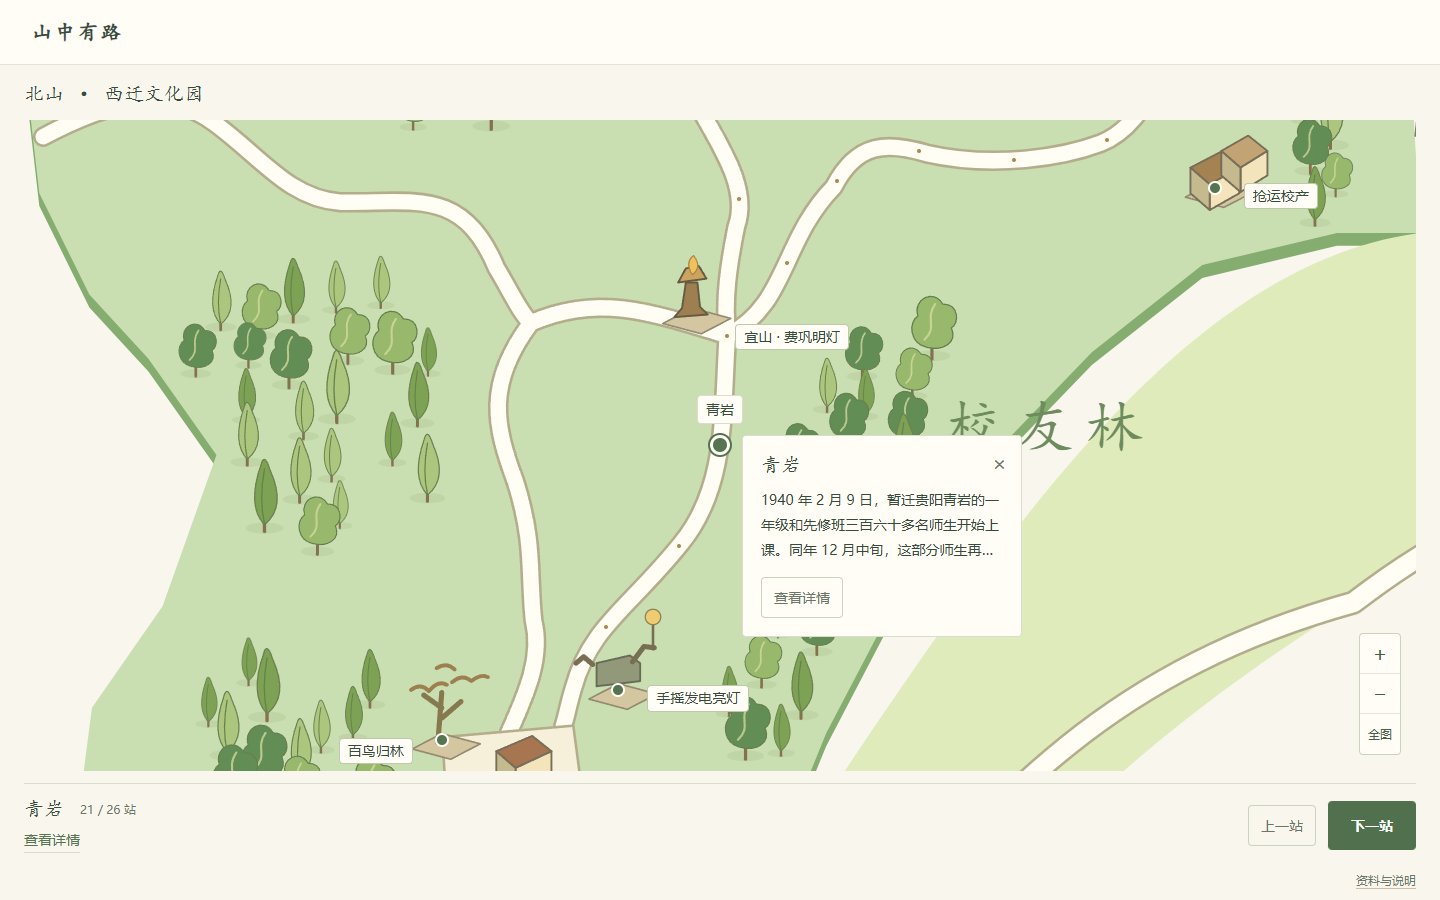 山中有路
北山 • 西迁文化园
抢运校产
宜山 · 费巩明灯
青岩
校友林
青岩 ×
1940 年 2 月 9 日，暂迁贵阳青岩的一
年级和先修班三百六十多名师生开始上
课。同年 12 月中旬，这部分师生再...
查看详情
手摇发电亮灯
百鸟归林
+
−
全图
青岩 21 / 26 站
查看详情
上一站 下一站
资料与说明